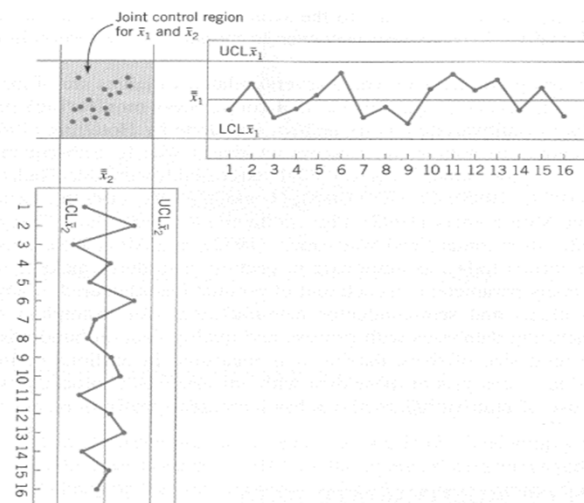 Joint control region
for x̄₁ and x̄₂
UCLx̄₁
x̿₁
LCLx̄₁
1 2 3 4 5 6 7 8 9 10 11 12 13 14 15 16
x̿₂
LCLx̄₂
UCLx̄₂
1
2
3
4
5
6
7
8
9
10
11
12
13
14
15
16